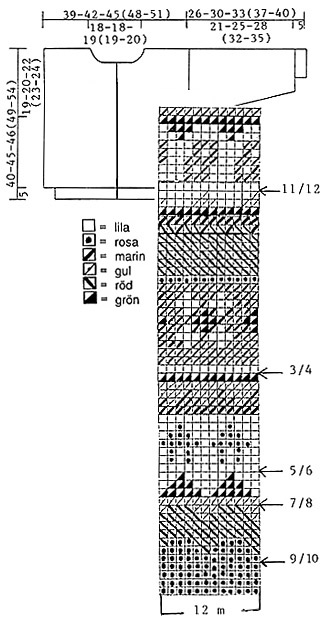 39-42-45(48-51)
26-30-33(37-40)
18-18-
19(19-20)
21-25-28
(32-35)
5
40-45-46(49-54)
19-20-22
(23-24)
5
11/12
□ = lila
= rosa
= marin
= gul
= röd
= grön
3/4
5/6
7/8
9/10
12 m